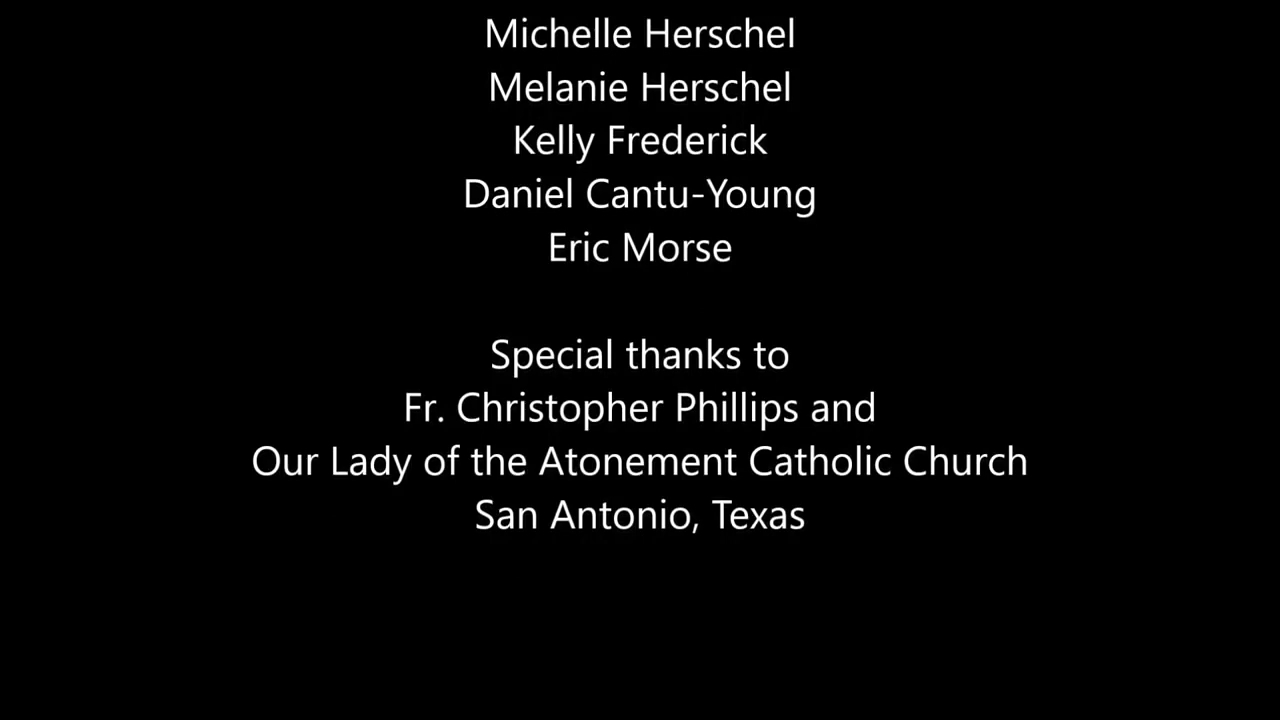 Michelle Herschel
Melanie Herschel
Kelly Frederick
Daniel Cantu-Young
Eric Morse
Special thanks to
Fr. Christopher Phillips and
Our Lady of the Atonement Catholic Church
San Antonio, Texas